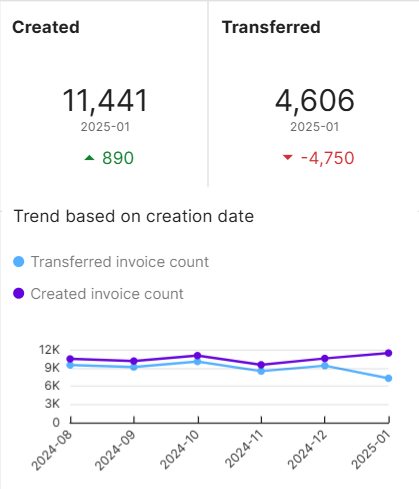 Created
Transferred
11,441
4,606
2025-01
2025-01
890
-4,750
Trend based on creation date
Transferred invoice count
Created invoice count
12K
9K
6K
3K
0
2024-08
2024-09
2024-10
2024-11
2024-12
2025-01